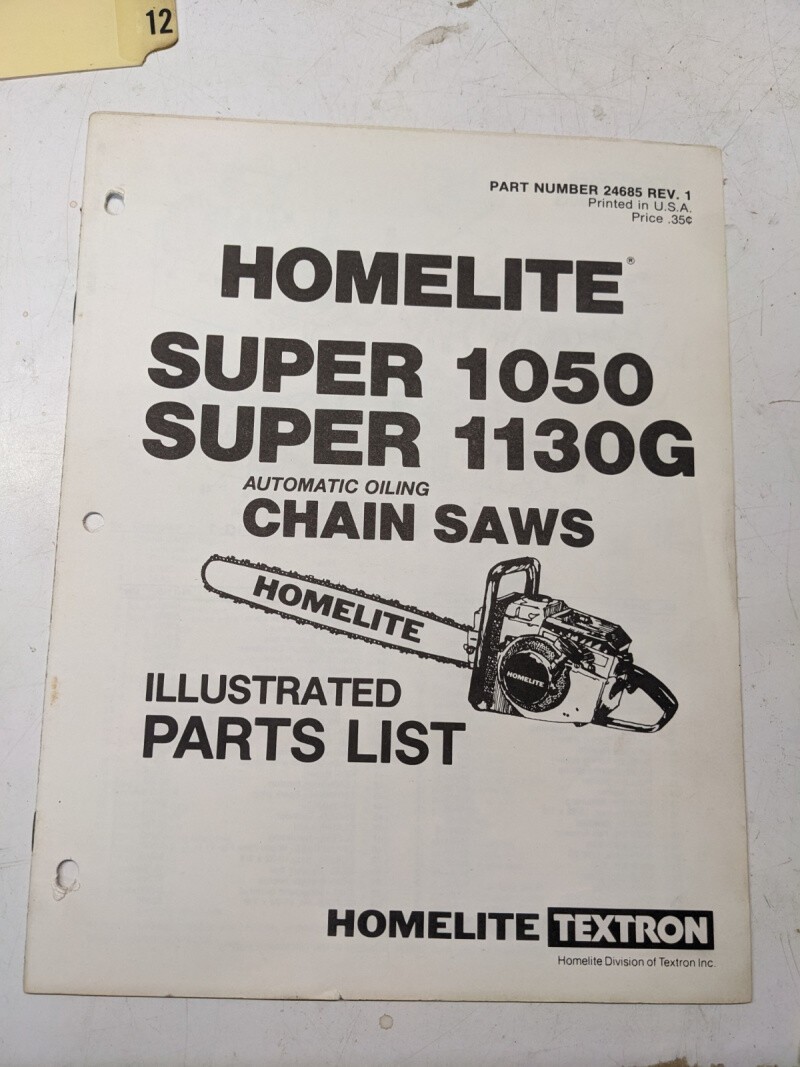 12
PART NUMBER 24685 REV. 1
Printed in U.S.A.
Price .35¢
HOMELITE®
SUPER 1050
SUPER 1130G
AUTOMATIC OILING
CHAIN SAWS
HOMELITE
HOMELITE
ILLUSTRATED
PARTS LIST
HOMELITE TEXTRON
Homelite Division of Textron Inc.